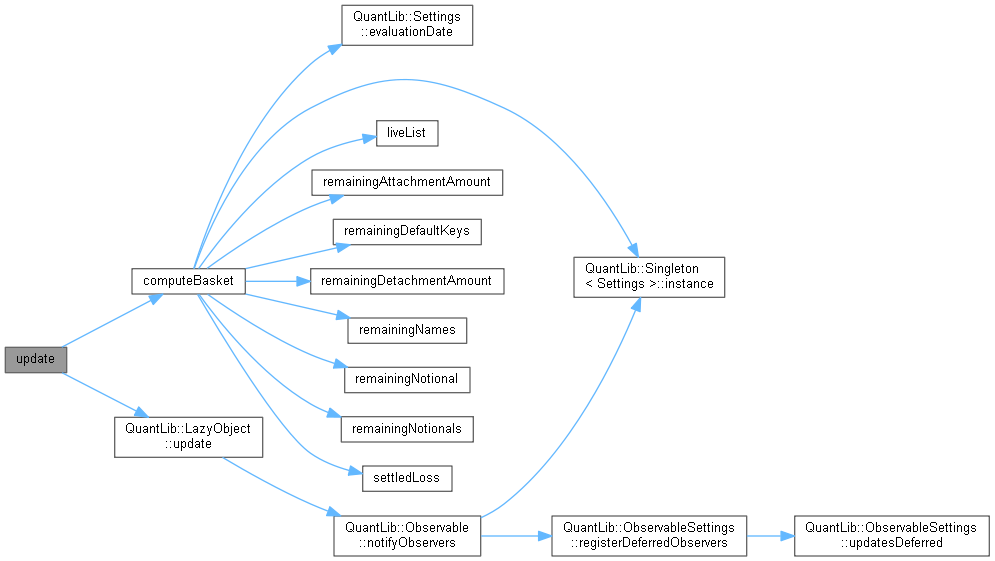 QuantLib::Settings
::evaluationDate
liveList
remainingAttachmentAmount
remainingDefaultKeys
QuantLib::Singleton
< Settings >::instance
computeBasket
remainingDetachmentAmount
remainingNames
update
remainingNotional
QuantLib::LazyObject
::update
remainingNotionals
settledLoss
QuantLib::Observable
::notifyObservers
QuantLib::ObservableSettings
::registerDeferredObservers
QuantLib::ObservableSettings
::updatesDeferred